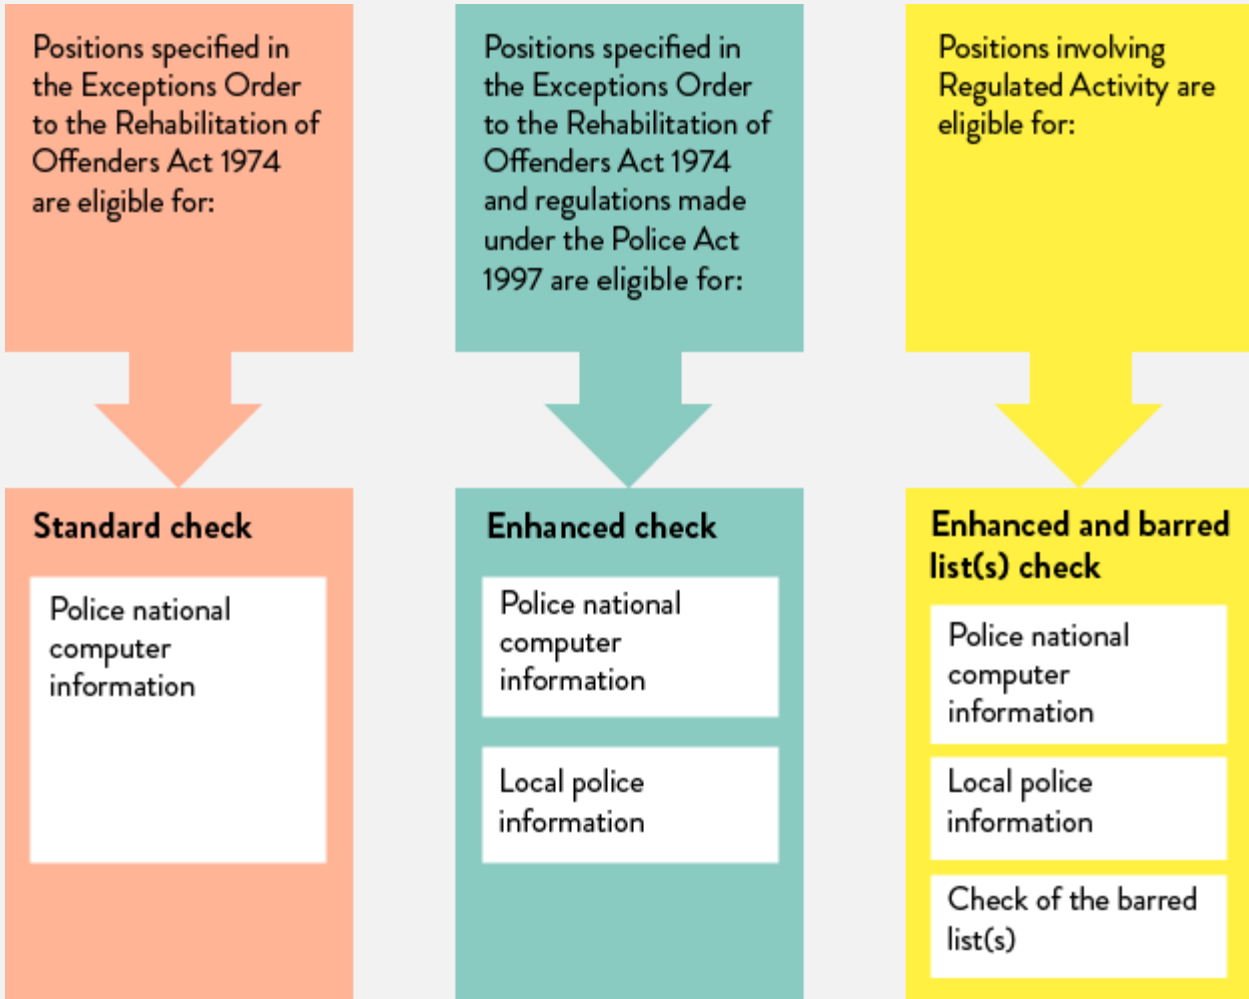 Positions specified in
the Exceptions Order
to the Rehabilitation of
Offenders Act 1974
are eligible for:
Standard check
Police national
computer
information
Positions specified in
the Exceptions Order
to the Rehabilitation of
Offenders Act 1974
and regulations made
under the Police Act
1997 are eligible for:
Enhanced check
Police national
computer
information
Local police
information
Positions involving
Regulated Activity are
eligible for:
Enhanced and barred
list(s) check
Police national
computer
information
Local police
information
Check of the barred
list(s)